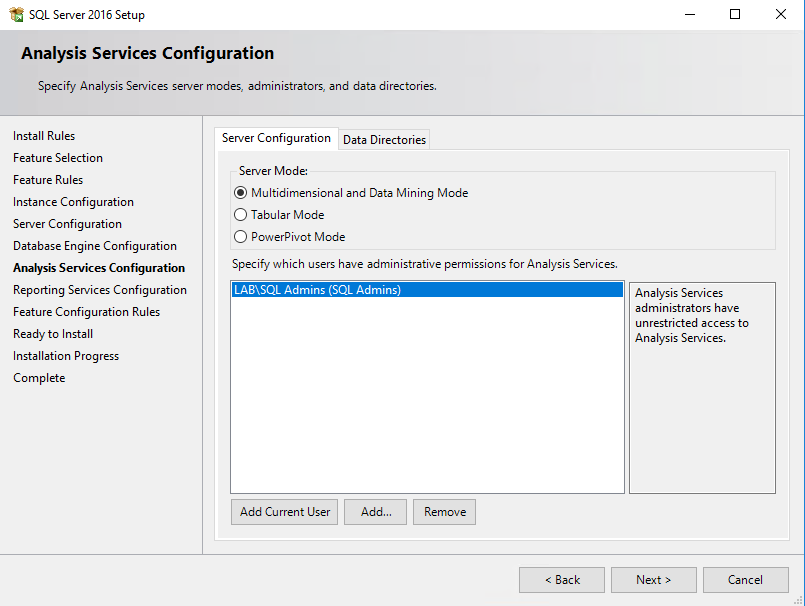 SQL Server 2016 Setup
Analysis Services Configuration
Specify Analysis Services server modes, administrators, and data directories.
Install Rules
Feature Selection
Feature Rules
Instance Configuration
Server Configuration
Database Engine Configuration
Analysis Services Configuration
Reporting Services Configuration
Feature Configuration Rules
Ready to Install
Installation Progress
Complete
Server Configuration
Data Directories
Server Mode:
Multidimensional and Data Mining Mode
Tabular Mode
PowerPivot Mode
Specify which users have administrative permissions for Analysis Services.
LAB\SQL Admins (SQL Admins)
Analysis Services
administrators have
unrestricted access to
Analysis Services.
Add Current User
Add...
Remove
< Back
Next >
Cancel